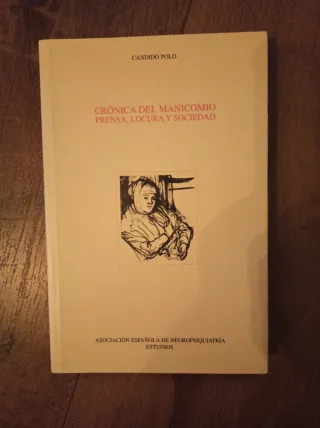 CÁNDIDO POLO
CRÓNICA DEL MANICOMIO
PRENSA, LOCURA Y SOCIEDAD
ASOCIACIÓN ESPAÑOLA DE NEUROPSIQUIATRÍA
ESTUDIOS